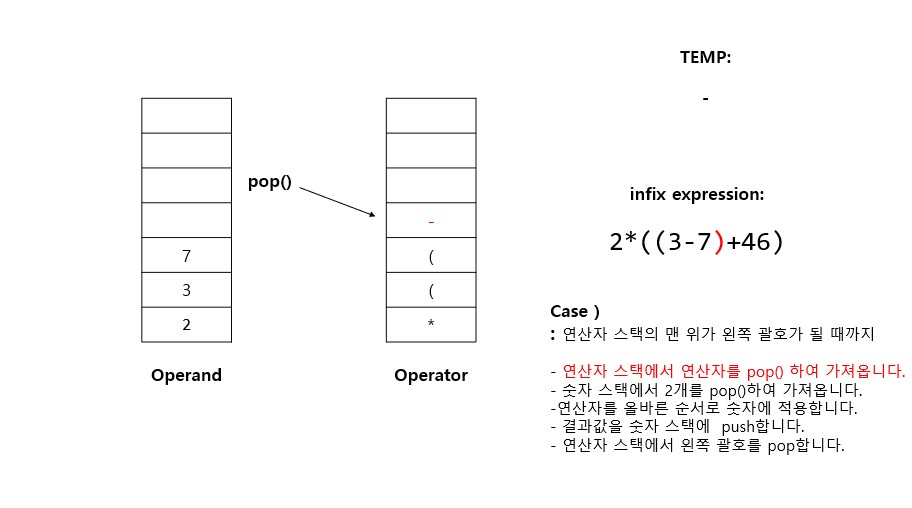 TEMP:
-
pop()
infix expression:
-
2*((3-7)+46)
7
(
3
(
2
*
Case )
: 연산자 스택의 맨 위가 왼쪽 괄호가 될 때까지
- 연산자 스택에서 연산자를 pop() 하여 가져옵니다.
- 숫자 스택에서 2개를 pop()하여 가져옵니다.
-연산자를 올바른 순서로 숫자에 적용합니다.
- 결과값을 숫자 스택에 push합니다.
- 연산자 스택에서 왼쪽 괄호를 pop합니다.
Operand
Operator